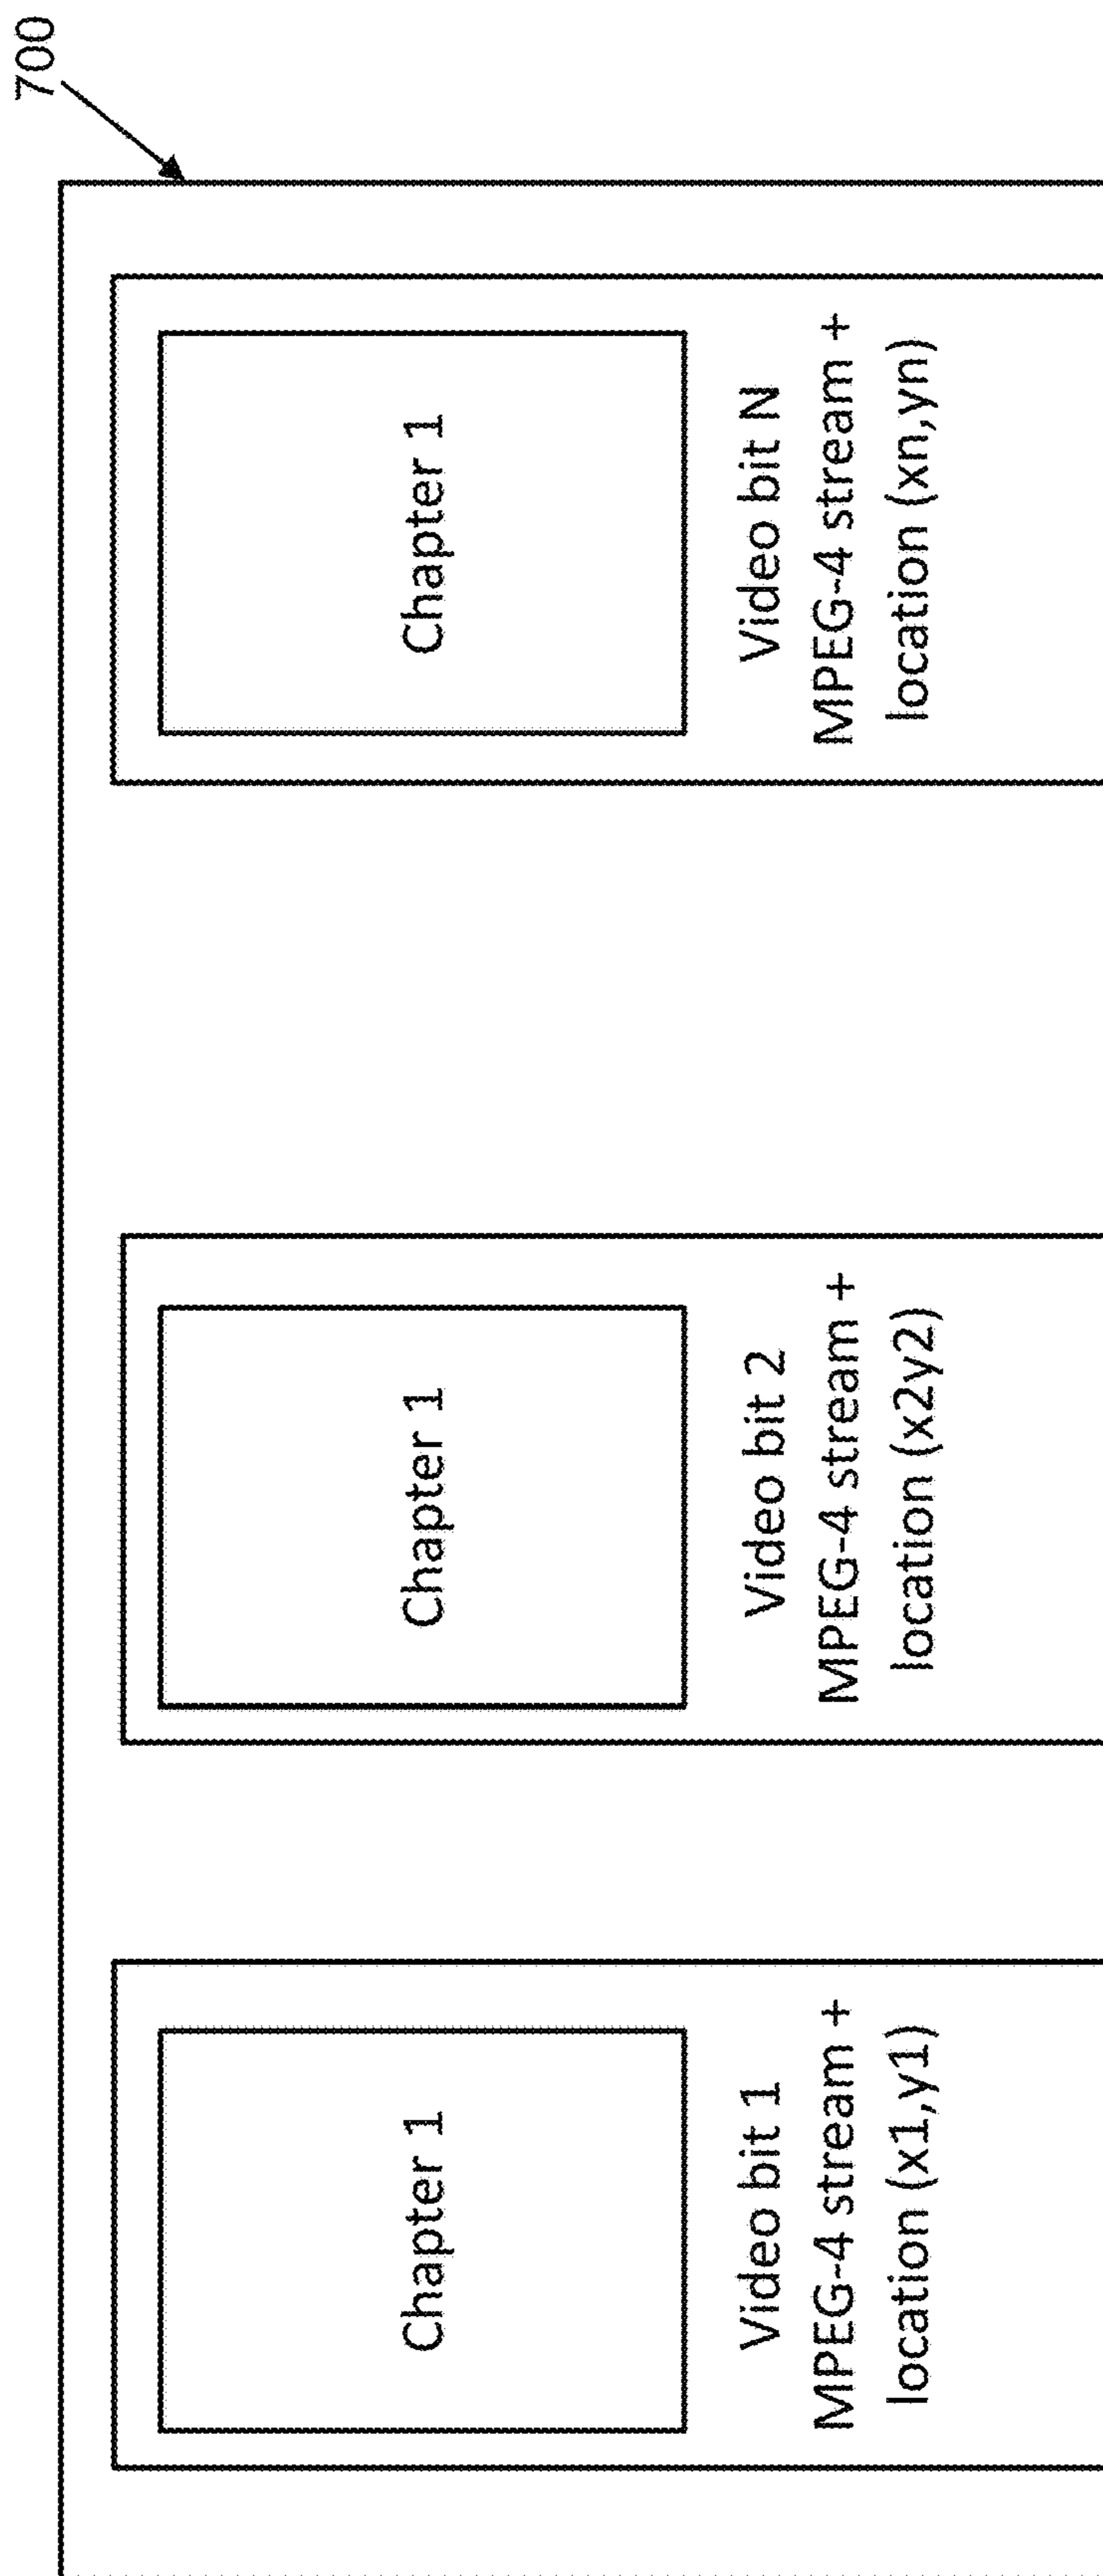 700
Chapter 1
Video bit 1
MPEG-4 stream +
location (x1,y1)
Chapter 1
Video bit 2
MPEG-4 stream +
location (x2y2)
Chapter 1
Video bit N
MPEG-4 stream +
location (xn,yn)